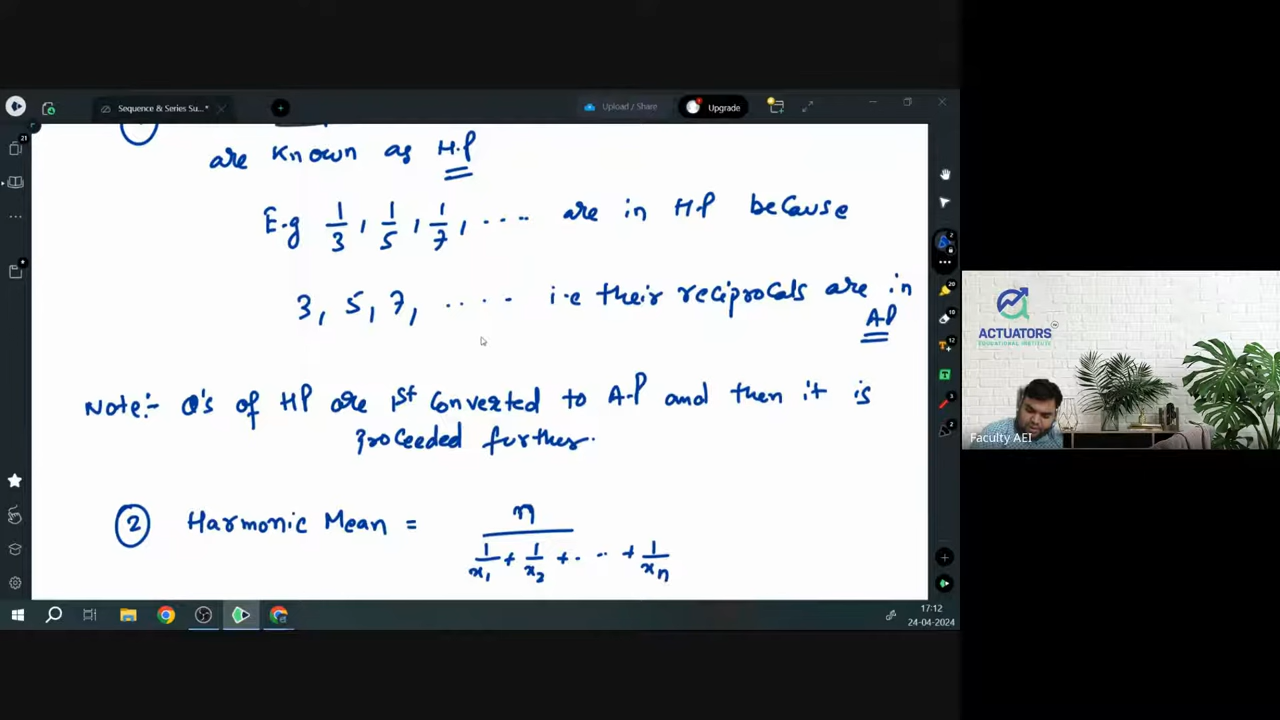 Sequence & Series Su...*
Upload / Share
Upgrade
are Known as H.P
E.g 1/3, 1/5, 1/7, .... are in HP because
3, 5, 7, .... i.e their reciprocals are in
A.P
Note:- Q's of HP are 1st Converted to A.P and then it is
proceeded further.
② Harmonic Mean = n / (1/x₁ + 1/x₂ + ... + 1/xₙ)
ACTUATORS
EDUCATIONAL INSTITUTE
Faculty AEI
17:12
24-04-2024